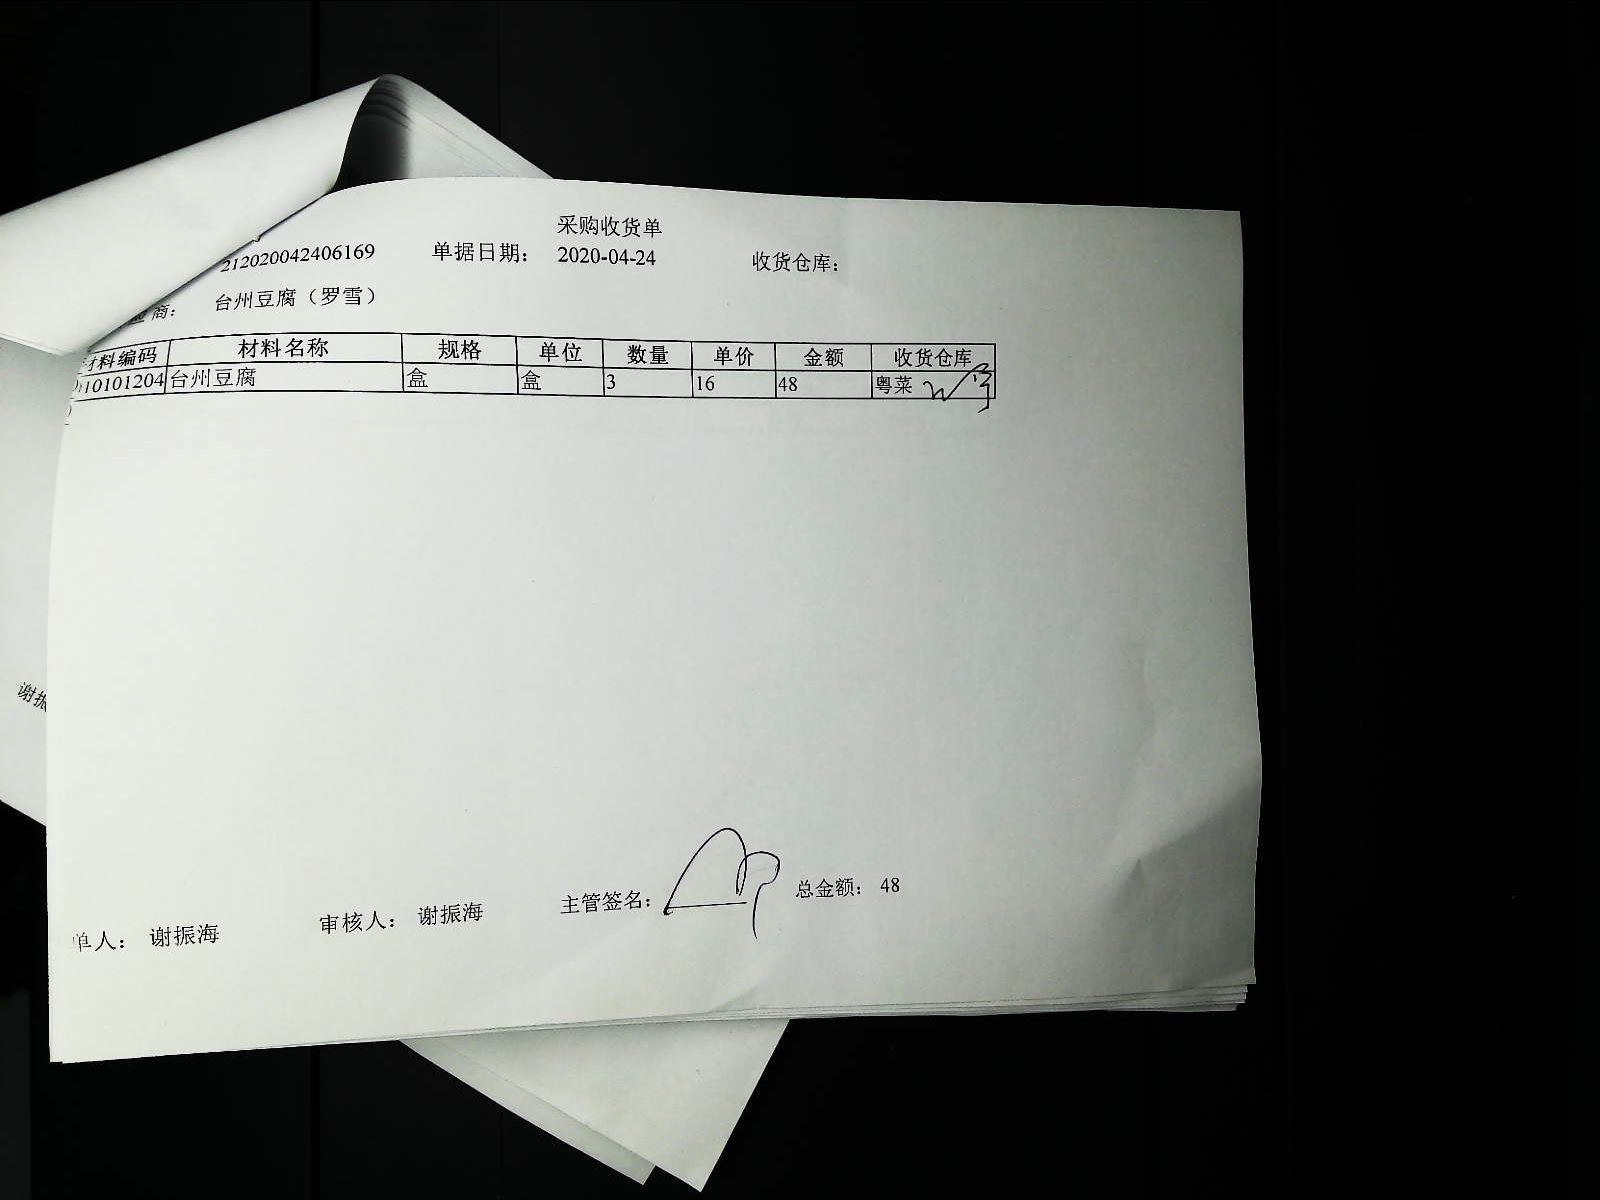 采购收货单
212020042406169 单据日期: 2020-04-24 收货仓库:
商: 台州豆腐（罗雪）
材料编码 材料名称 规格 单位 数量 单价 金额 收货仓库
10101204 台州豆腐 盒 盒 3 16 48 粤菜
谢振
单人: 谢振海 审核人: 谢振海 主管签名: 总金额: 48